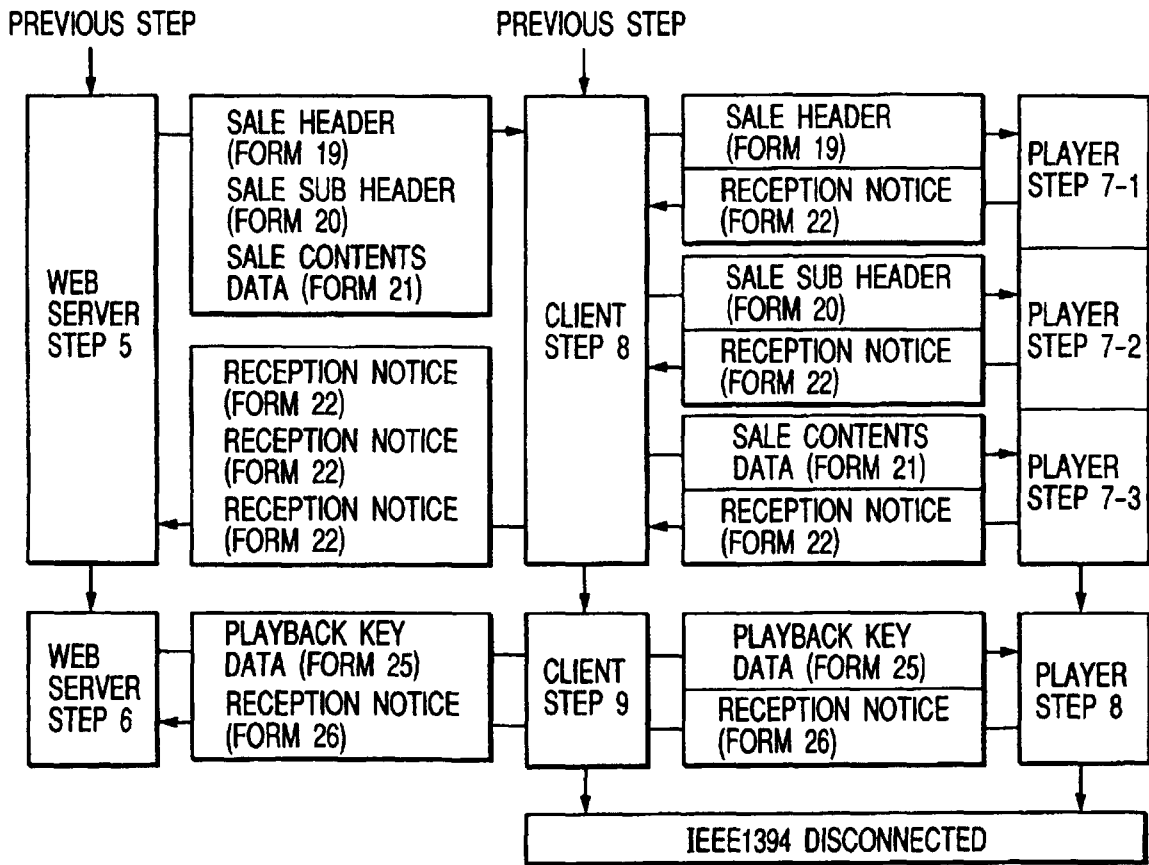 PREVIOUS STEP
PREVIOUS STEP
WEB
SERVER
STEP 5
SALE HEADER
(FORM 19)
SALE SUB HEADER
(FORM 20)
SALE CONTENTS
DATA (FORM 21)
RECEPTION NOTICE
(FORM 22)
RECEPTION NOTICE
(FORM 22)
RECEPTION NOTICE
(FORM 22)
CLIENT
STEP 8
SALE HEADER
(FORM 19)
RECEPTION NOTICE
(FORM 22)
SALE SUB HEADER
(FORM 20)
RECEPTION NOTICE
(FORM 22)
SALE CONTENTS
DATA (FORM 21)
RECEPTION NOTICE
(FORM 22)
PLAYER
STEP 7-1
PLAYER
STEP 7-2
PLAYER
STEP 7-3
WEB
SERVER
STEP 6
PLAYBACK KEY
DATA (FORM 25)
RECEPTION NOTICE
(FORM 26)
CLIENT
STEP 9
PLAYBACK KEY
DATA (FORM 25)
RECEPTION NOTICE
(FORM 26)
PLAYER
STEP 8
IEEE1394 DISCONNECTED